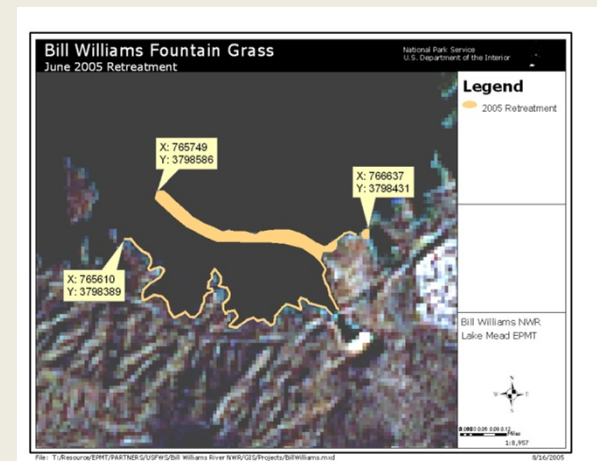 Bill Williams Fountain Grass
June 2005 Retreatment
National Park Service
U.S. Department of the Interior
Legend
2005 Retreatment
X: 765749
Y: 3798586
X: 766637
Y: 3798431
X: 765610
Y: 3798389
Bill Williams NWR
Lake Mead EPMT
Miles
1:8,957
File: T:/Resource/EPMT/PARTNERS/USFWS/Bill Williams River NWR/GIS/Projects/BillWilliams.mxd
8/16/2005